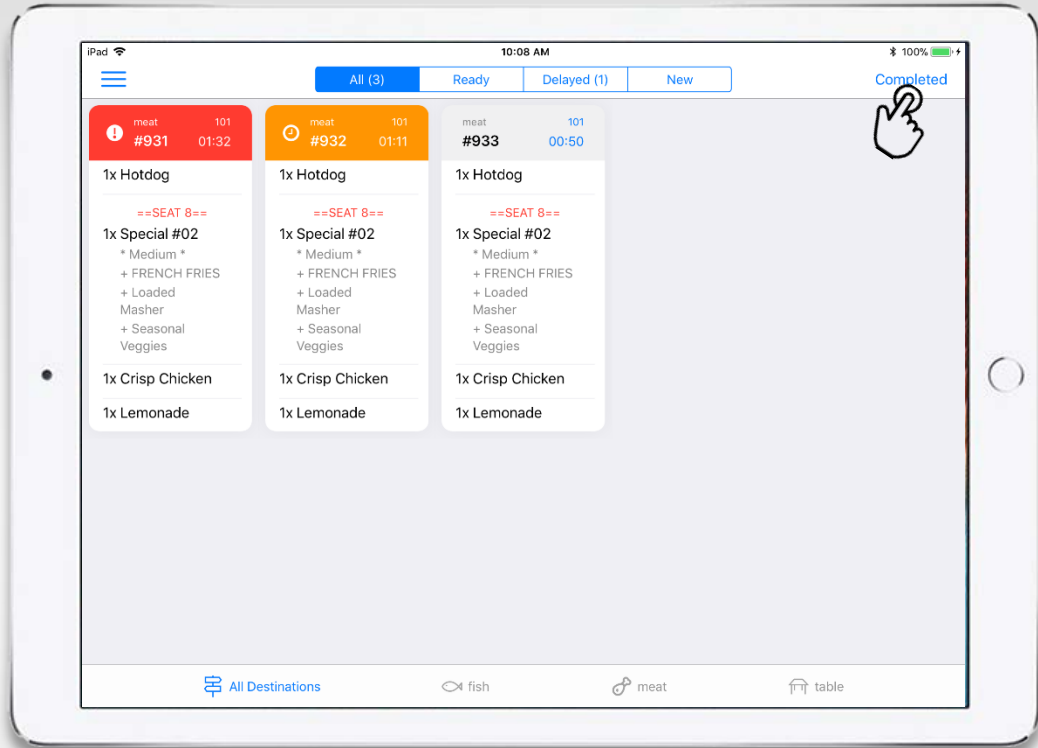 iPad 10:08 AM 100%
All (3) Ready Delayed (1) New Completed
meat 101
#931 01:32
1x Hotdog
==SEAT 8==
1x Special #02
* Medium *
+ FRENCH FRIES
+ Loaded
Masher
+ Seasonal
Veggies
1x Crisp Chicken
1x Lemonade
meat 101
#932 01:11
1x Hotdog
==SEAT 8==
1x Special #02
* Medium *
+ FRENCH FRIES
+ Loaded
Masher
+ Seasonal
Veggies
1x Crisp Chicken
1x Lemonade
meat 101
#933 00:50
1x Hotdog
==SEAT 8==
1x Special #02
* Medium *
+ FRENCH FRIES
+ Loaded
Masher
+ Seasonal
Veggies
1x Crisp Chicken
1x Lemonade
All Destinations fish meat table